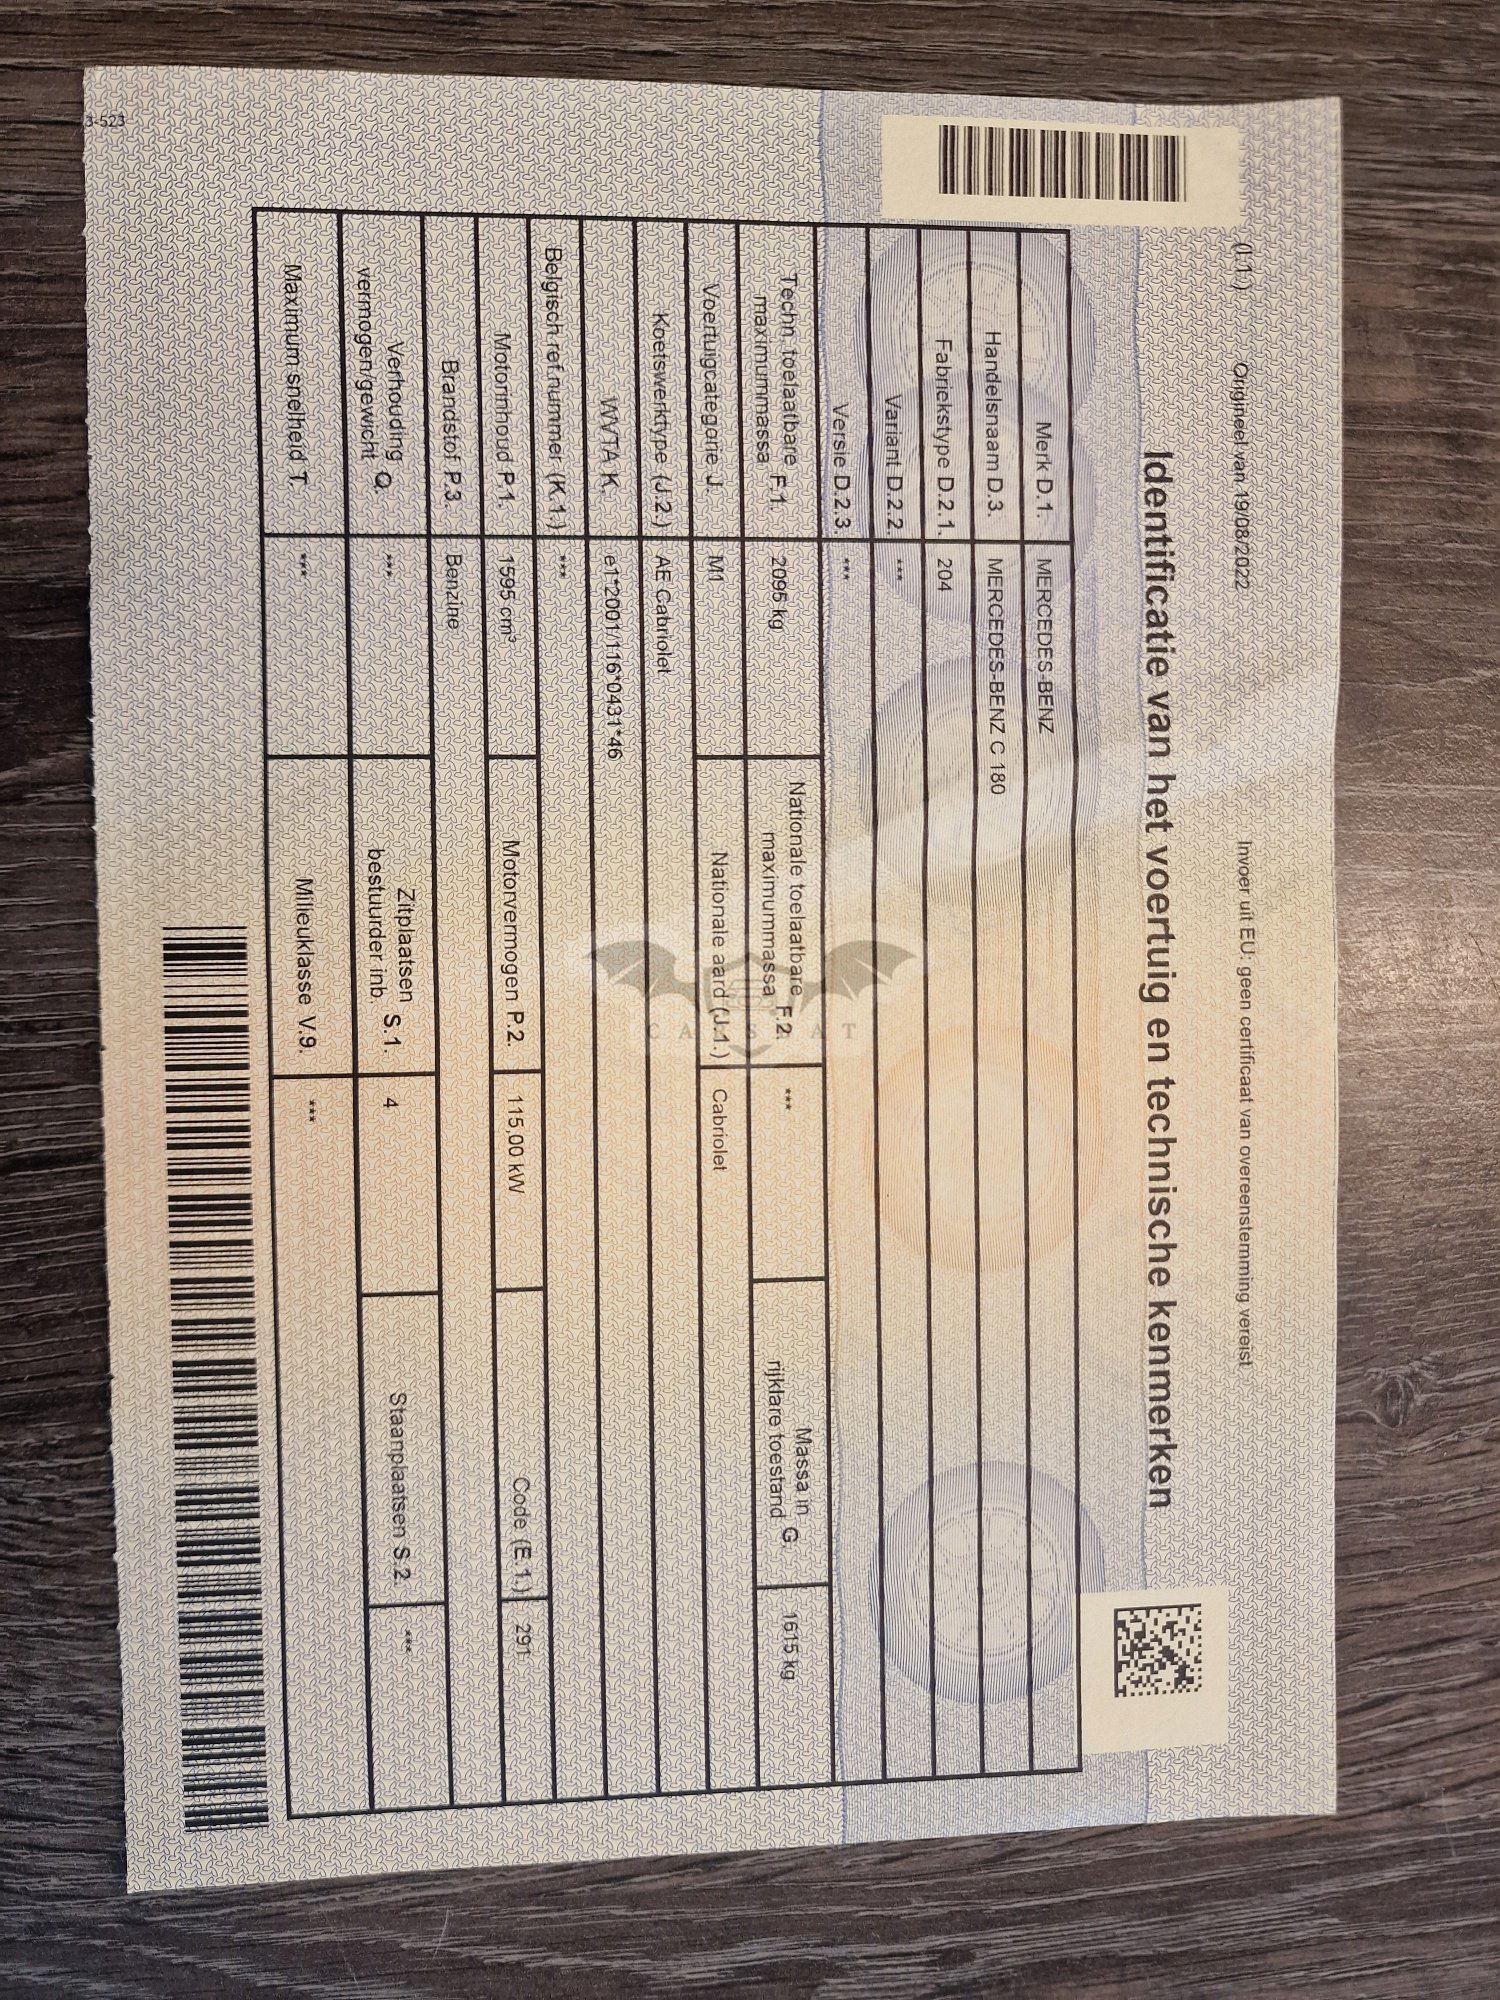 (I.1.) Origineel van 19/08/2022 Invoer uit EU: geen certificaat van overeenstemming vereist
Identificatie van het voertuig en technische kenmerken
Merk D.1. MERCEDES-BENZ
Handelsnaam D.3. MERCEDES-BENZ C 180
Fabriekstype D.2.1. 204
Variant D.2.2. ***
Versie D.2.3. ***
Techn. toelaatbare maximummassa F.1. 2095 kg Nationale toelaatbare maximummassa F.2. *** Massa in rijklare toestand G. 1615 kg
Voertuigcategorie J. M1 Nationale aard (J.1.) Cabriolet
Koetswerktype (J.2.) AE Cabriolet
WVTA K. e1*2001/116*0431*46
Belgisch ref.nummer (K.1.) ***
Motorinhoud P.1. 1595 cm³ Motorvermogen P.2. 115,00 kW Code (E.1.) 291
Brandstof P.3. Benzine
Verhouding vermogen/gewicht Q. *** Zitplaatsen bestuurder inb. S.1. 4 Staanplaatsen S.2. ***
Maximum snelheid T. *** Milieuklasse V.9. ***
3-523